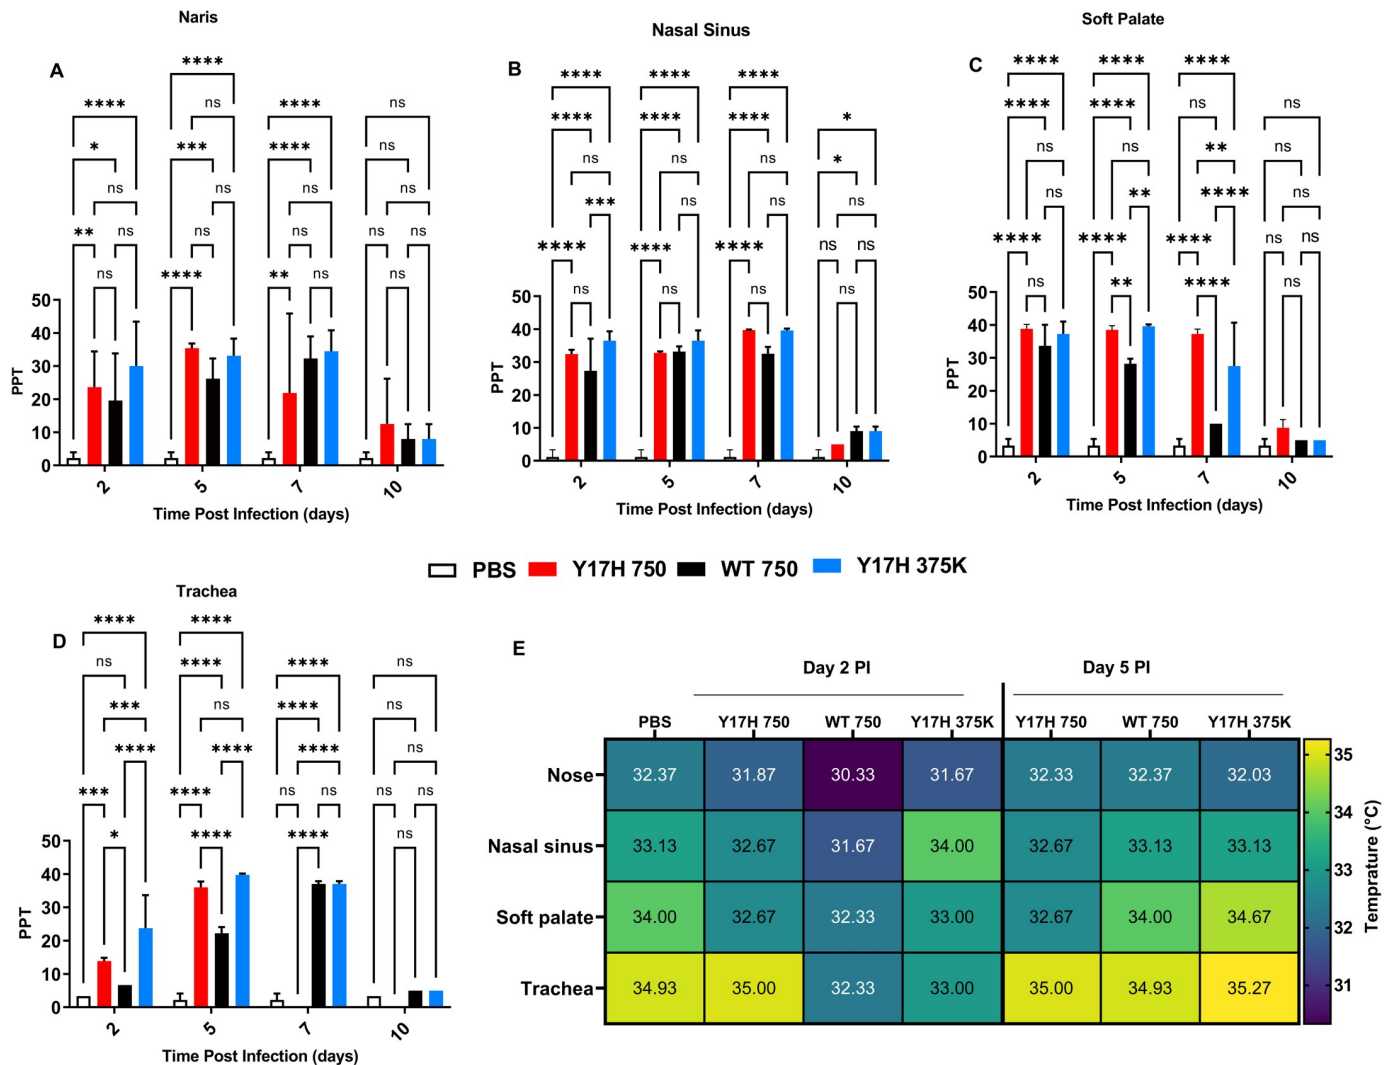 Naris
Nasal Sinus
Soft Palate
A
**** 
**** ns
* *** ****
ns ns ns
** ns ns ns ns ns
ns **** ns ** ns ns
PPT
50
40
30
20
10
0
2 5 7 10
Time Post Infection (days)
B
**** **** ****
**** **** **** *
ns ns ns *
*** ns ns ns
**** **** **** ns ns
ns ns ns ns
PPT
50
40
30
20
10
0
2 5 7 10
Time Post Infection (days)
C
**** **** ****
**** **** ns ns
ns ns ** ns
ns ** **** ns
**** **** **** ns ns
ns ** **** ns
PPT
50
40
30
20
10
0
2 5 7 10
Time Post Infection (days)
PBS Y17H 750 WT 750 Y17H 375K
Trachea
D
**** ****
ns **** **** ns
*** ns **** ns
**** **** **** ns
*** **** ns ns ns ns
* **** **** ns
PPT
50
40
30
20
10
0
2 5 7 10
Time Post Infection (days)
E
Day 2 PI Day 5 PI
PBS Y17H 750 WT 750 Y17H 375K Y17H 750 WT 750 Y17H 375K
Nose 32.37 31.87 30.33 31.67 32.33 32.37 32.03
Nasal sinus 33.13 32.67 31.67 34.00 32.67 33.13 33.13
Soft palate 34.00 32.67 32.33 33.00 32.67 34.00 34.67
Trachea 34.93 35.00 32.33 33.00 35.00 34.93 35.27
35
34
33
32
31
Temprature (°C)